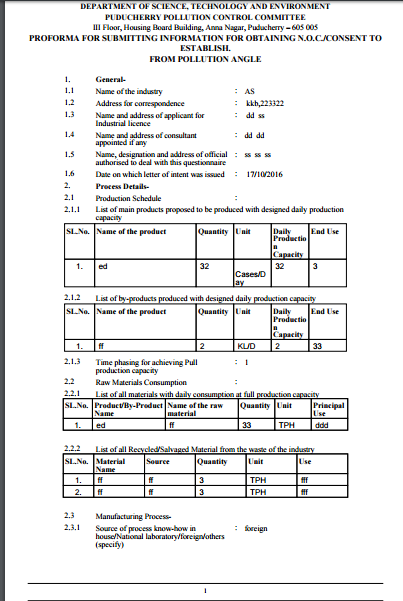 DEPARTMENT OF SCIENCE, TECHNOLOGY AND ENVIRONMENT
PUDUCHERRY POLLUTION CONTROL COMMITTEE
III Floor, Housing Board Building, Anna Nagar, Puducherry – 605 005
PROFORMA FOR SUBMITTING INFORMATION FOR OBTAINING N.O.C./CONSENT TO
ESTABLISH.
FROM POLLUTION ANGLE
1. General-
1.1 Name of the industry : AS
1.2 Address for correspondence : kkb,223322
1.3 Name and address of applicant for : dd ss
Industrial licence
1.4 Name and address of consultant : dd dd
appointed if any
1.5 Name, designation and address of official : ss ss ss
authorised to deal with this questionnaire
1.6 Date on which letter of intent was issued : 17/10/2016
2. Process Details-
2.1 Production Schedule :
2.1.1 List of main products proposed to be produced with designed daily production
capacity
SL.No. Name of the product Quantity Unit Daily End Use
Productio
n
Capacity
1. ed 32 Cases/D 32 3
ay
2.1.2 List of by-products produced with designed daily production capacity
SL.No. Name of the product Quantity Unit Daily End Use
Productio
n
Capacity
1. ff 2 KL/D 2 33
2.1.3 Time phasing for achieving Pull : 1
production capacity
2.2 Raw Materials Consumption :
2.2.1 List of all materials with daily consumption at full production capacity
SL.No. Product/By-Product Name of the raw Quantity Unit Principal
Name material Use
1. ed ff 33 TPH ddd
2.2.2 List of all Recycled/Salvaged Material from the waste of the industry
SL.No. Material Source Quantity Unit Use
Name
1. ff ff 3 TPH fff
2. ff ff 3 TPH fff
2.3 Manufacturing Process-
2.3.1 Source of process know-how in : foreign
house/National laboratory/foreign/others
(specify)
1